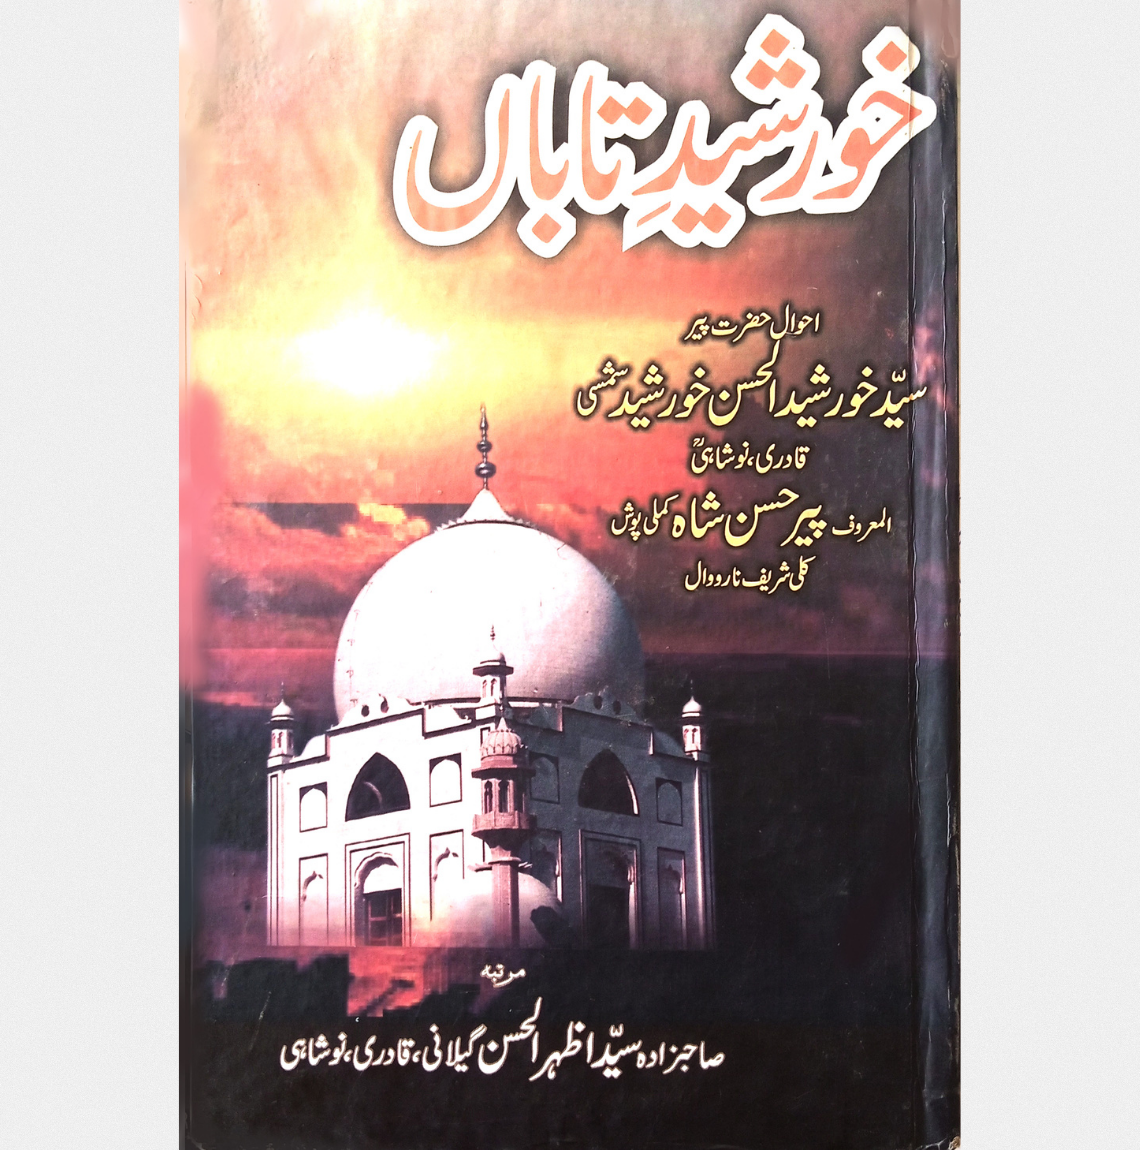 خورشیدِ تاباں
احوال حضرت پیر
سیّد خورشید الحسن خورشید شمسی
قادری، نوشاہیؒ
المعروف پیر حسن شاہ کملی پوش
کلی شریف نارووال
مرتبہ
صاحبزادہ سیّد اظہر الحسن گیلانی، قادری، نوشاہی